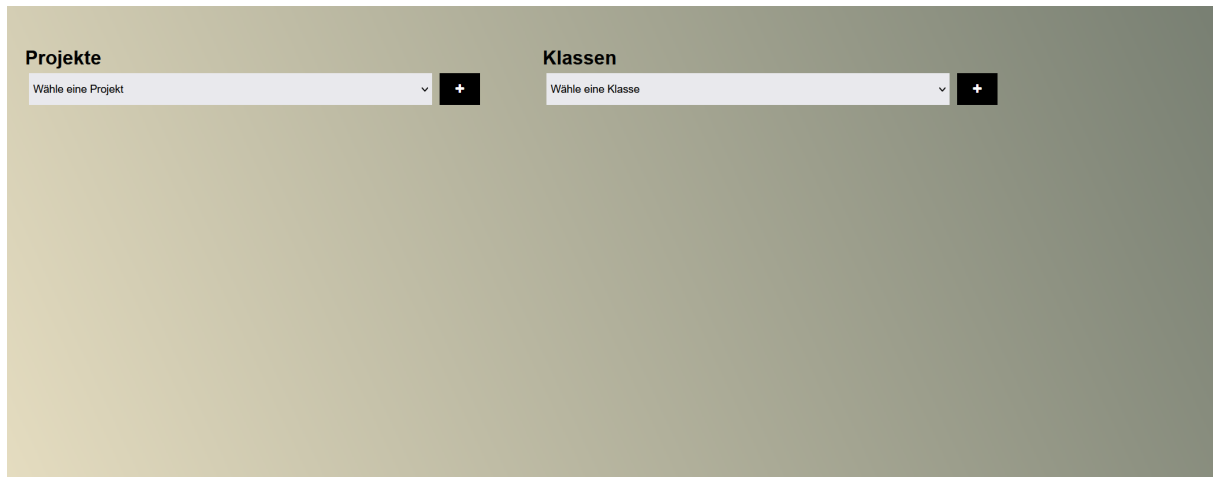 Projekte
Wähle eine Projekt
+
Klassen
Wähle eine Klasse
+